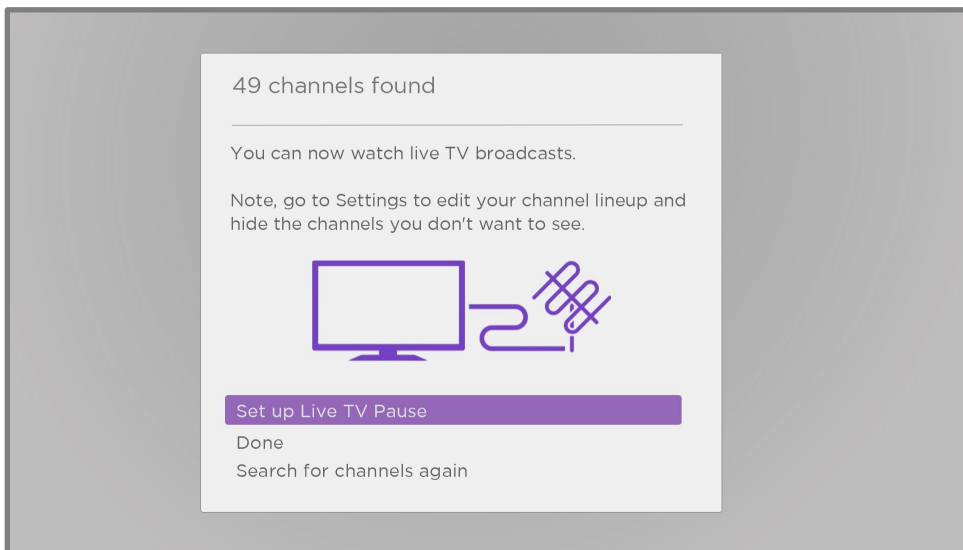 49 channels found
You can now watch live TV broadcasts.
Note, go to Settings to edit your channel lineup and
hide the channels you don't want to see.
Set up Live TV Pause
Done
Search for channels again